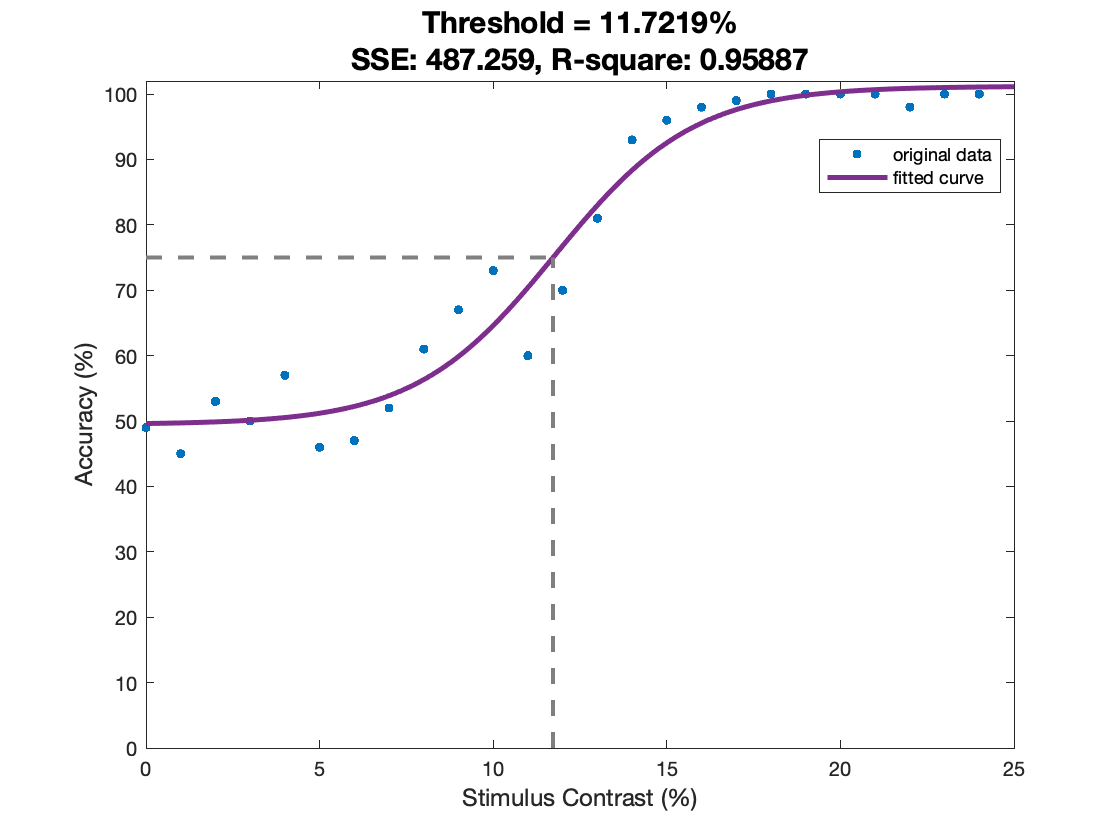 Threshold = 11.7219%
SSE: 487.259, R-square: 0.95887
100
90
80
70
60
50
40
30
20
10
0
Accuracy (%)
original data
fitted curve
0 5 10 15 20 25
Stimulus Contrast (%)